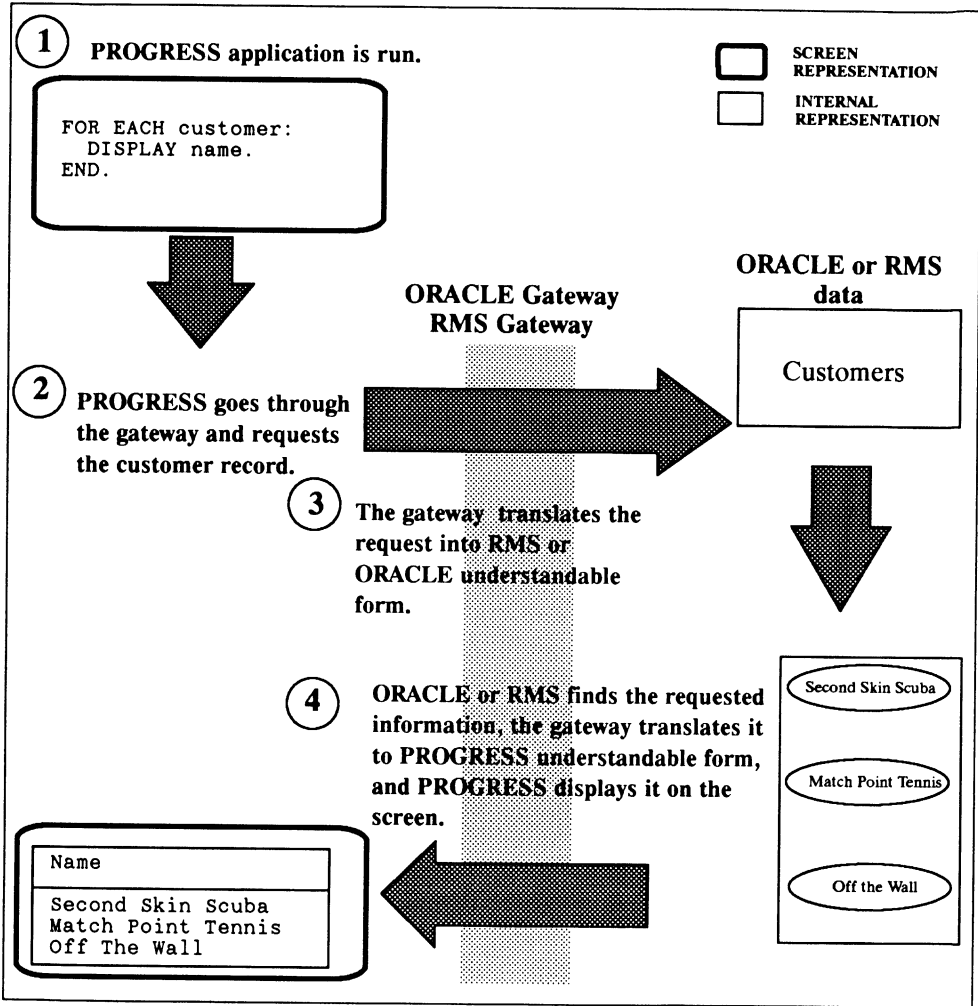 1
PROGRESS application is run.
SCREEN
REPRESENTATION
INTERNAL
REPRESENTATION
FOR EACH customer:
  DISPLAY name.
END.
ORACLE Gateway
RMS Gateway
ORACLE or RMS
data
Customers
2
PROGRESS goes through
the gateway and requests
the customer record.
3
The gateway translates the
request into RMS or
ORACLE understandable
form.
4
ORACLE or RMS finds the requested
information, the gateway translates it
to PROGRESS understandable form,
and PROGRESS displays it on the
screen.
Second Skin Scuba
Match Point Tennis
Off the Wall
Name
Second Skin Scuba
Match Point Tennis
Off The Wall